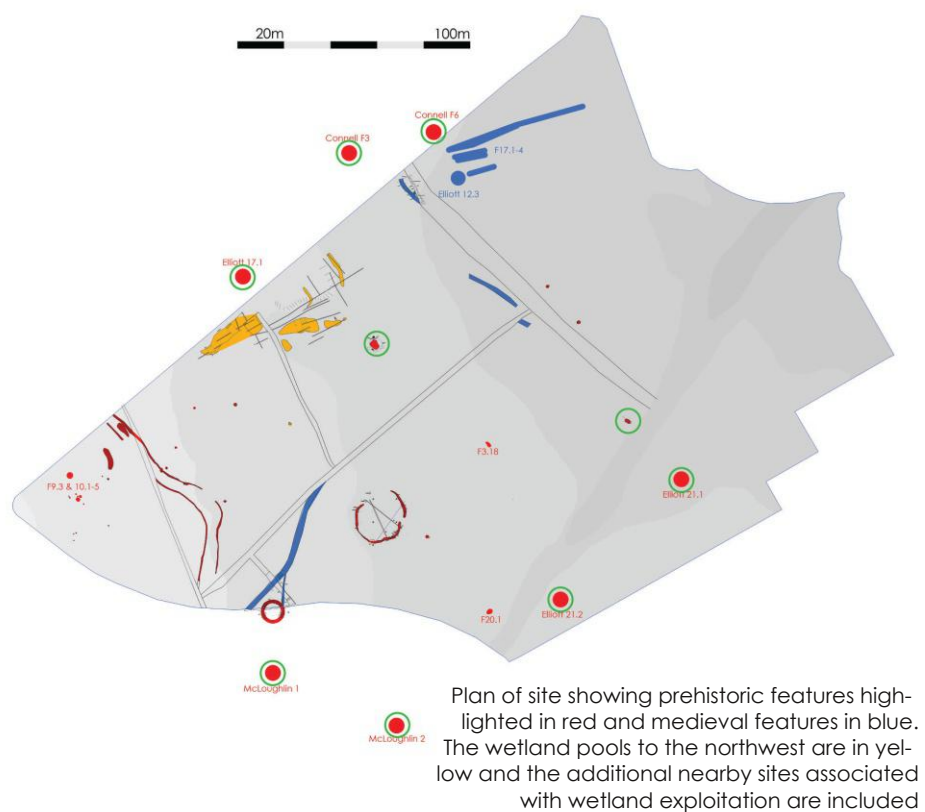 20m 100m
Connell F6
Connell F3
F17.1-4
Elliott 12.3
Elliott 17.1
F3.18
F9.3 & 10.1-5
Elliott 21.1
F20.1
Elliott 21.2
McLoughlin 1
McLoughlin 2
Plan of site showing prehistoric features high-
lighted in red and medieval features in blue.
The wetland pools to the northwest are in yel-
low and the additional nearby sites associated
with wetland exploitation are included